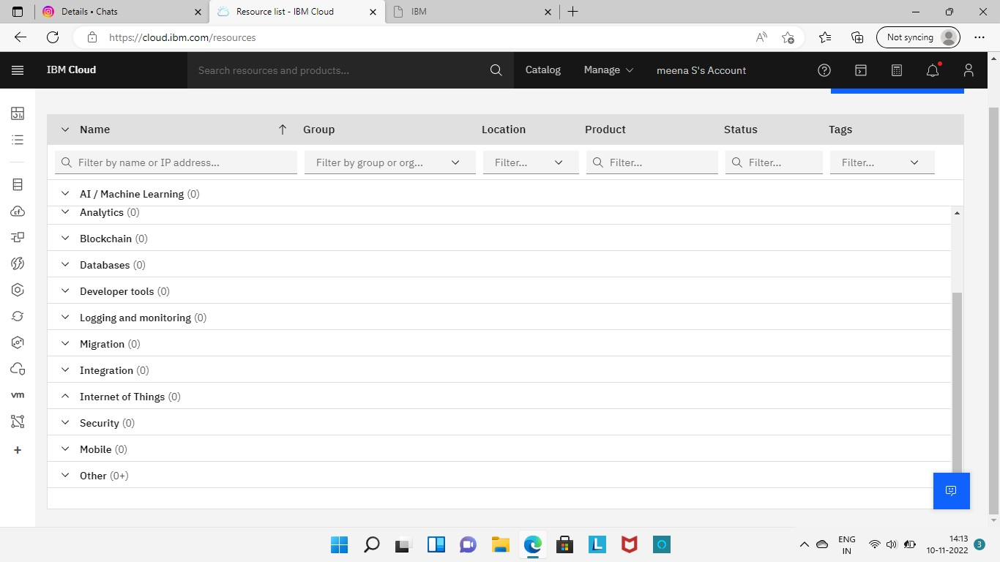 Details • Chats
Resource list - IBM Cloud
IBM
https://cloud.ibm.com/resources
Not syncing
IBM Cloud
Search resources and products...
Catalog
Manage
meena S's Account
Name
Group
Location
Product
Status
Tags
Filter by name or IP address...
Filter by group or org...
Filter...
Filter...
Filter...
Filter...
AI / Machine Learning (0)
Analytics (0)
Blockchain (0)
Databases (0)
Developer tools (0)
Logging and monitoring (0)
Migration (0)
Integration (0)
Internet of Things (0)
Security (0)
Mobile (0)
Other (0+)
vm
ENG
IN
14:13
10-11-2022
3